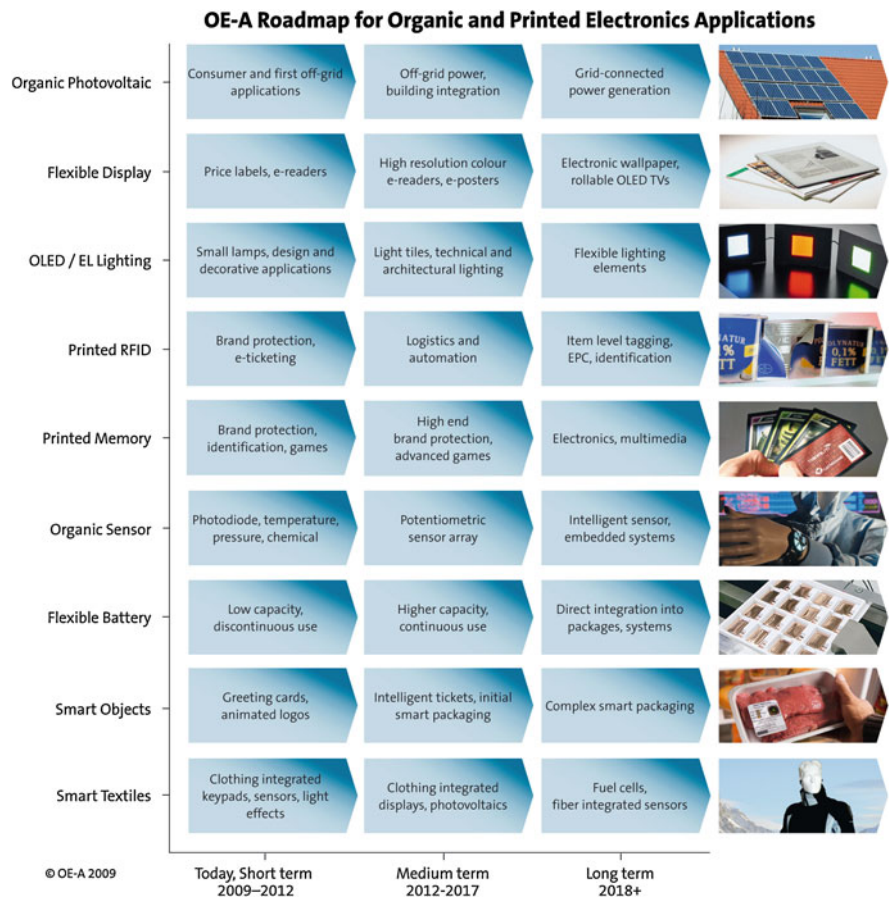 OE-A Roadmap for Organic and Printed Electronics Applications
Organic Photovoltaic
Consumer and first off-grid
applications
Off-grid power,
building integration
Grid-connected
power generation
Flexible Display
Price labels, e-readers
High resolution colour
e-readers, e-posters
Electronic wallpaper,
rollable OLED TVs
OLED / EL Lighting
Small lamps, design and
decorative applications
Light tiles, technical and
architectural lighting
Flexible lighting
elements
Printed RFID
Brand protection,
e-ticketing
Logistics and
automation
Item level tagging,
EPC, identification
0,1%
FETT
Printed Memory
Brand protection,
identification, games
High end
brand protection,
advanced games
Electronics, multimedia
Organic Sensor
Photodiode, temperature,
pressure, chemical
Potentiometric
sensor array
Intelligent sensor,
embedded systems
Flexible Battery
Low capacity,
discontinuous use
Higher capacity,
continuous use
Direct integration into
packages, systems
Smart Objects
Greeting cards,
animated logos
Intelligent tickets, initial
smart packaging
Complex smart packaging
Smart Textiles
Clothing integrated
keypads, sensors, light
effects
Clothing integrated
displays, photovoltaics
Fuel cells,
fiber integrated sensors
© OE-A 2009
Today, Short term
2009–2012
Medium term
2012-2017
Long term
2018+